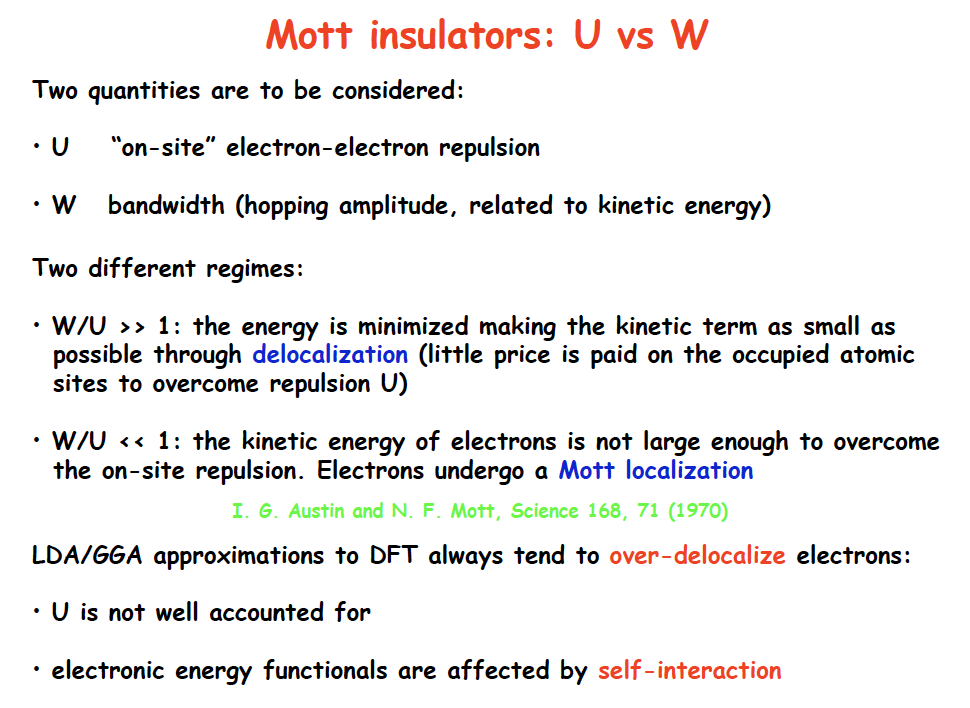 Mott insulators: U vs W
Two quantities are to be considered:
• U “on-site” electron-electron repulsion
• W bandwidth (hopping amplitude, related to kinetic energy)
Two different regimes:
• W/U >> 1: the energy is minimized making the kinetic term as small as
possible through delocalization (little price is paid on the occupied atomic
sites to overcome repulsion U)
• W/U << 1: the kinetic energy of electrons is not large enough to overcome
the on-site repulsion. Electrons undergo a Mott localization
I. G. Austin and N. F. Mott, Science 168, 71 (1970)
LDA/GGA approximations to DFT always tend to over-delocalize electrons:
• U is not well accounted for
• electronic energy functionals are affected by self-interaction